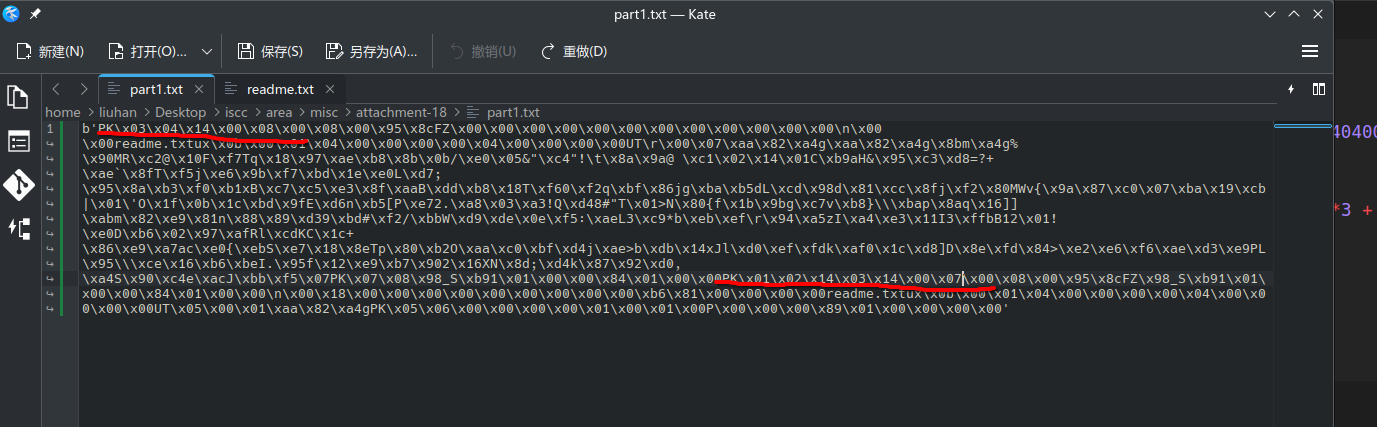 part1.txt — Kate
新建(N) 打开(O)... 保存(S) 另存为(A)... 撤销(U) 重做(D)
part1.txt readme.txt
home liuhan Desktop iscc area misc attachment-18 part1.txt
40400
1 b'PK\x03\x04\x14\x00\x08\x00\x08\x00\x95\x8cFZ\x00\x00\x00\x00\x00\x00\x00\x00\x00\x00\x00\x00\n\x00
\x00readme.txtux\x0b\x00\x01\x04\x00\x00\x00\x00\x04\x00\x00\x00\x00UT\r\x00\x07\xaa\x82\xa4g\xaa\x82\xa4g\x8bm\xa4g%
\x90MR\xc2@\x10F\xf7Tq\x18\x97\xae\xb8\x8b\x0b/\xe0\x05&"\xc4"!\t\x8a\x9a@ \xc1\x02\x14\x01C\xb9aH&\x95\xc3\xd8=?+
\xae`\x8fT\xf5j\xe6\x9b\xf7\xbd\x1e\xe0L\xd7;
\x95\x8a\xb3\xf0\xb1xB\xc7\xc5\xe3\x8f\xaaB\xdd\xb8\x18T\xf60\xf2q\xbf\x86jg\xba\xb5dL\xcd\x98d\x81\xcc\x8fj\xf2\x80MWv{\x9a\x87\xc0\x07\xba\x19\xcb
|\x01\'O\x1f\x0b\x1c\xbd\x9fE\xd6n\xb5[P\xe72.\xa8\x03\xa3!Q\xd48#"T\x01>N\x80{f\x1b\x9bg\xc7v\xb8}\\\xbap\x8aq\x16]]
\xabm\x82\xe9\x81n\x88\x89\xd39\xbd#\xf2/\xbbW\xd9\xde\x0e\xf5:\xaeL3\xc9*b\xeb\xef\r\x94\xa5zI\xa4\xe3\x11I3\xffbB12\x01!
\xe0D\xb6\x02\x97\xafRl\xcdKC\x1c+
\x86\xe9\xa7ac\xe0{\xebS\xe7\x18\x8eTp\x80\xb2O\xaa\xc0\xbf\xd4j\xae>b\xdb\x14xJl\xd0\xef\xfdk\xaf0\x1c\xd8]D\x8e\xfd\x84>\xe2\xe6\xf6\xae\xd3\xe9PL
*3 +
\x95\\\xce\x16\xb6\xbeI.\x95f\x12\xe9\xb7\x902\x16XN\x8d;\xd4k\x87\x92\xd0,
\xa4S\x90\xc4e\xacJ\xbb\xf5\x07PK\x07\x08\x98_S\xb91\x01\x00\x00\x84\x01\x00\x00PK\x01\x02\x14\x03\x14\x00\x07\x00\x08\x00\x95\x8cFZ\x98_S\xb91\x01\
x00\x00\x84\x01\x00\x00\n\x00\x18\x00\x00\x00\x00\x00\x00\x00\xb6\x81\x00\x00\x00\x00readme.txtux\x0b\x00\x01\x04\x00\x00\x00\x00\x04\x00\x0
0\x00\x00UT\x05\x00\x01\xaa\x82\xa4gPK\x05\x06\x00\x00\x00\x00\x01\x00\x01\x00P\x00\x00\x00\x89\x01\x00\x00\x00\x00'